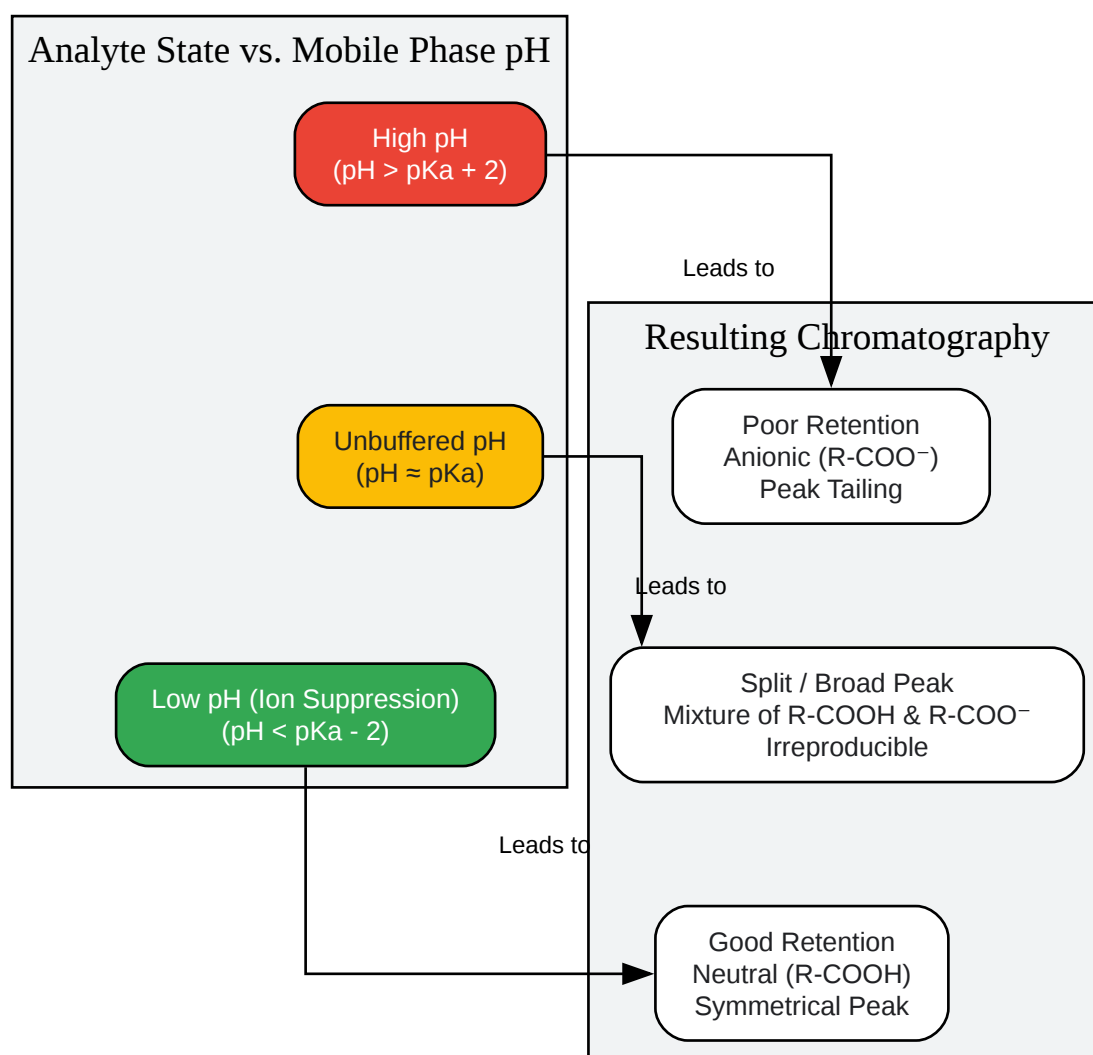 Analyte State vs. Mobile Phase pH
High pH
(pH > pKa + 2)
Leads to
Resulting Chromatography
Poor Retention
Anionic (R-COO⁻)
Peak Tailing
Unbuffered pH
(pH ≈ pKa)
Leads to
Split / Broad Peak
Mixture of R-COOH & R-COO⁻
Irreproducible
Low pH (Ion Suppression)
(pH < pKa - 2)
Leads to
Good Retention
Neutral (R-COOH)
Symmetrical Peak